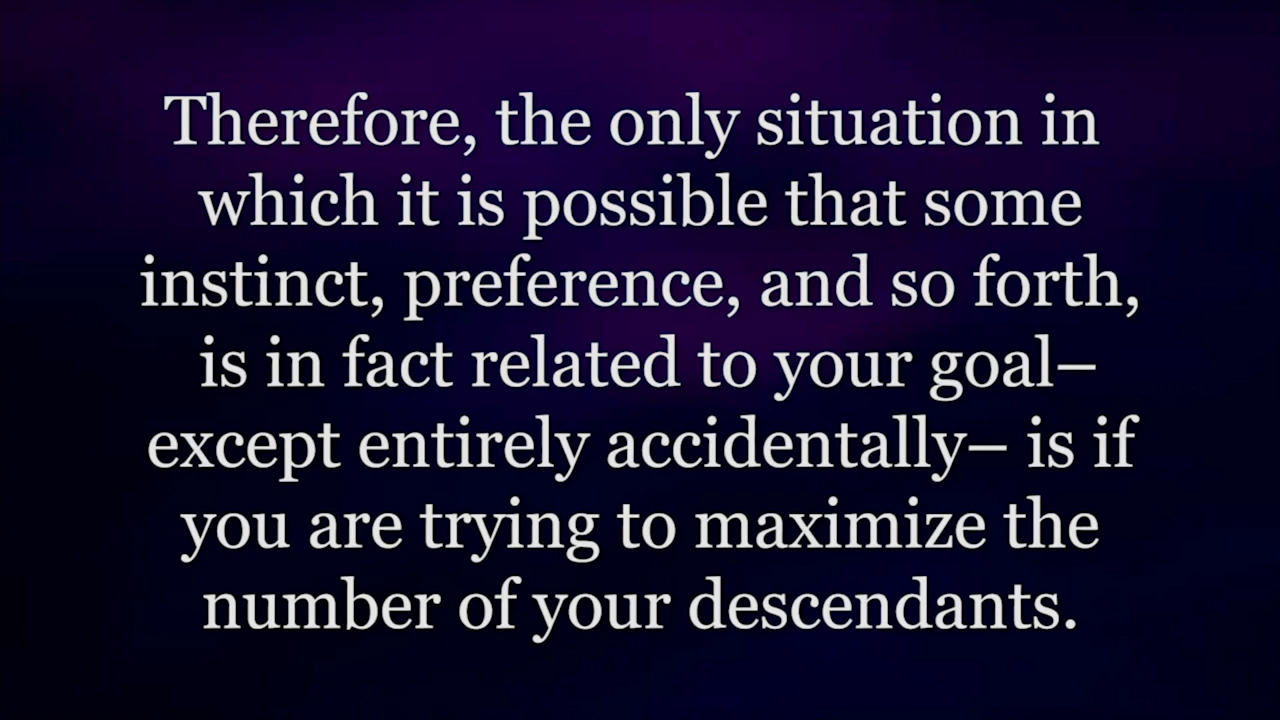 Therefore, the only situation in
which it is possible that some
instinct, preference, and so forth,
is in fact related to your goal–
except entirely accidentally– is if
you are trying to maximize the
number of your descendants.